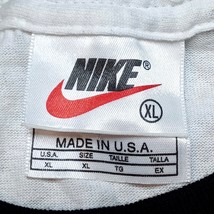 NIKE®
XL
MADE IN U.S.A.
U.S.A. SIZE TAILLE TALLA
XL XL TG EX